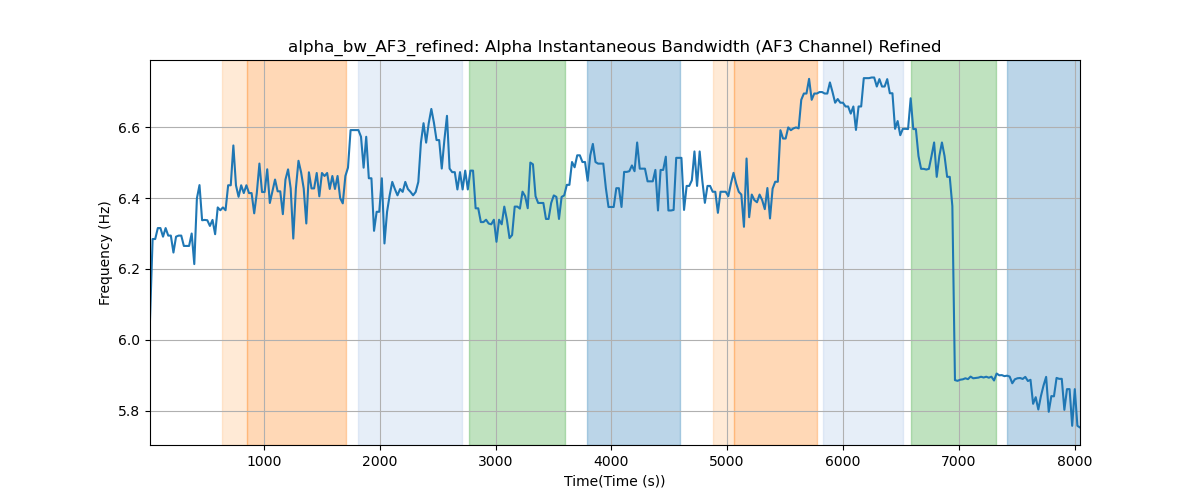 alpha_bw_AF3_refined: Alpha Instantaneous Bandwidth (AF3 Channel) Refined
Frequency (Hz)
6.6
6.4
6.2
6.0
5.8
1000 2000 3000 4000 5000 6000 7000 8000
Time(Time (s))